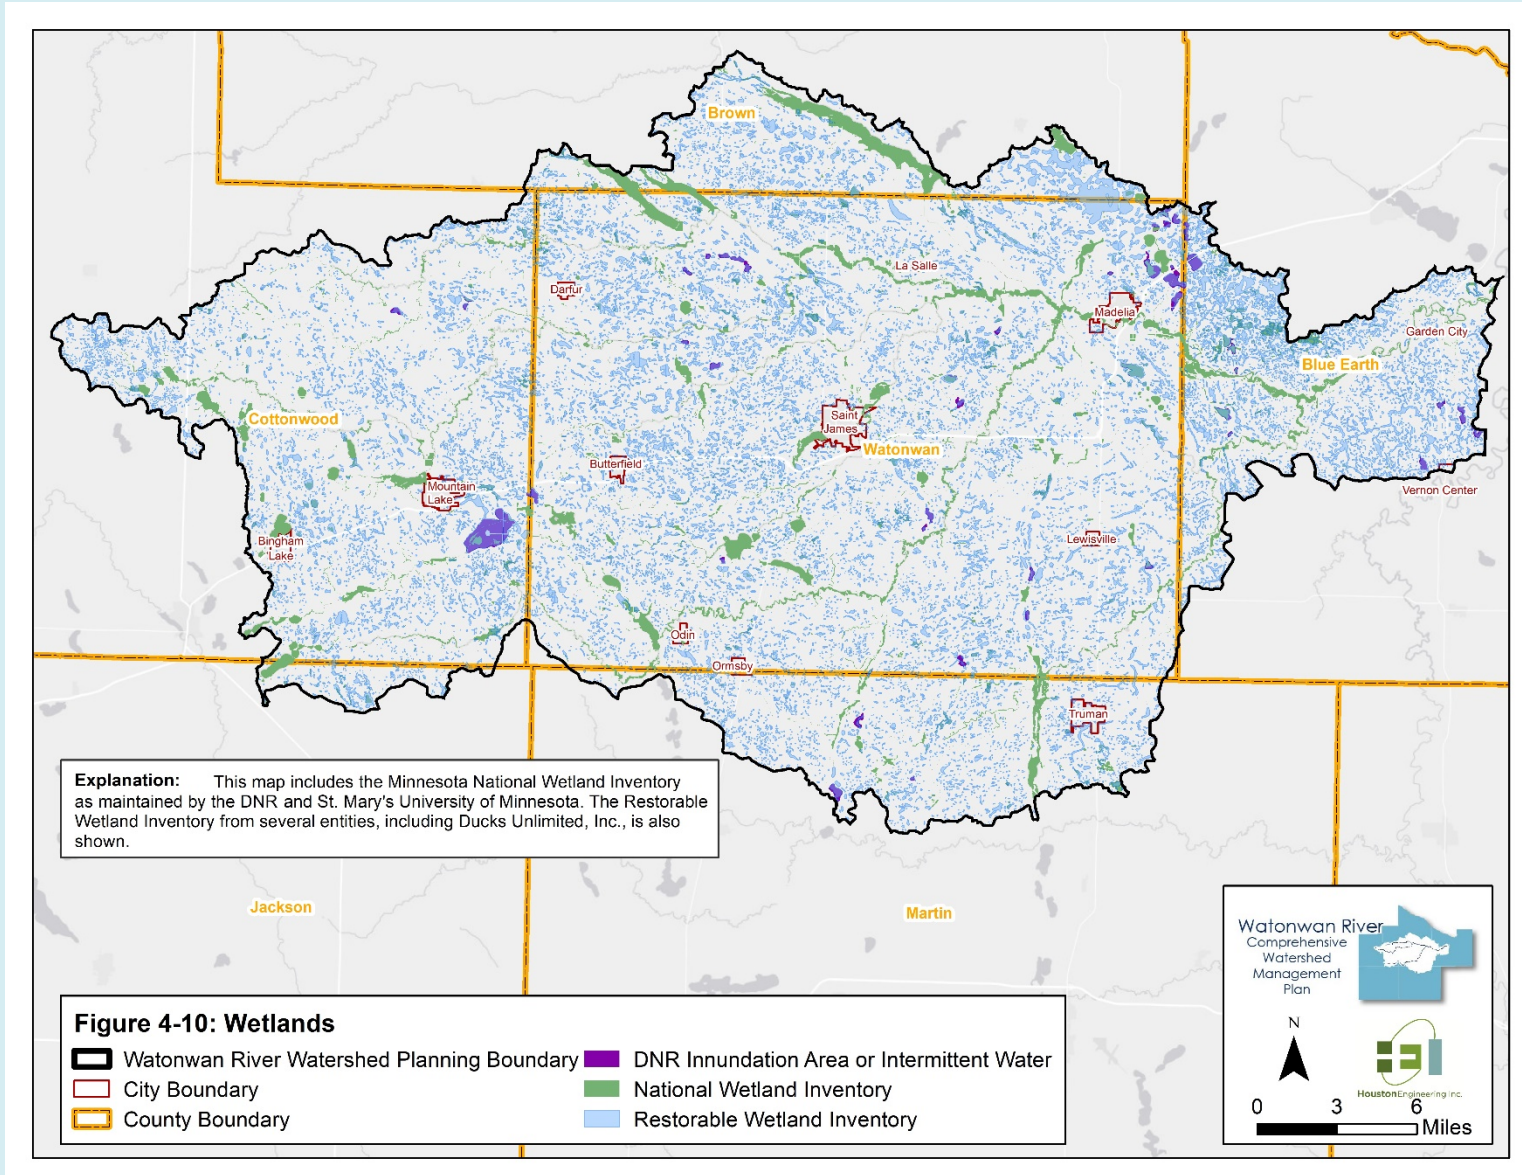 Brown
La Salle
Darfur
Madelia
Garden City
Blue Earth
Cottonwood
Saint
James
Watonwan
Butterfield
Mountain
Lake
Vernon Center
Bingham
Lake
Lewisville
Odin
Ormsby
Truman
Explanation: This map includes the Minnesota National Wetland Inventory
as maintained by the DNR and St. Mary's University of Minnesota. The Restorable
Wetland Inventory from several entities, including Ducks Unlimited, Inc., is also
shown.
Jackson
Martin
Figure 4-10: Wetlands
Watonwan River Watershed Planning Boundary
City Boundary
County Boundary
DNR Innundation Area or Intermittent Water
National Wetland Inventory
Restorable Wetland Inventory
Watonwan River
Comprehensive
Watershed
Management
Plan
N
HoustonEngineering Inc.
0 3 6
Miles